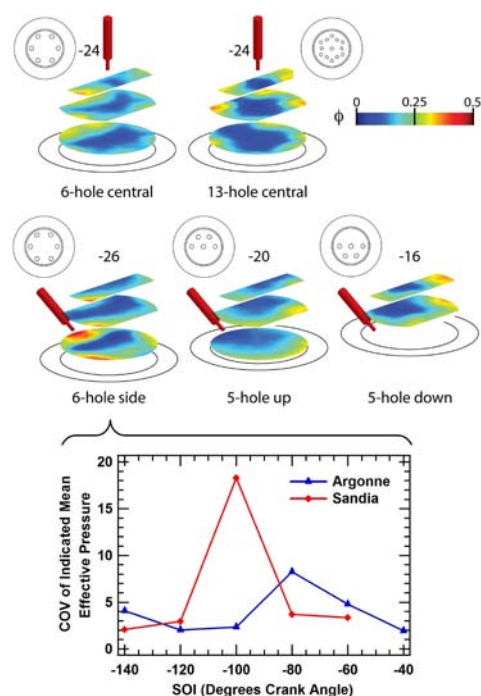 -24
-24
ϕ
0
0.25
0.5
6-hole central
13-hole central
-26
-20
-16
6-hole side
5-hole up
5-hole down
COV of Indicated Mean
Effective Pressure
20
15
10
5
0
Argonne
Sandia
-140
-120
-100
-80
-60
-40
SOI (Degrees Crank Angle)